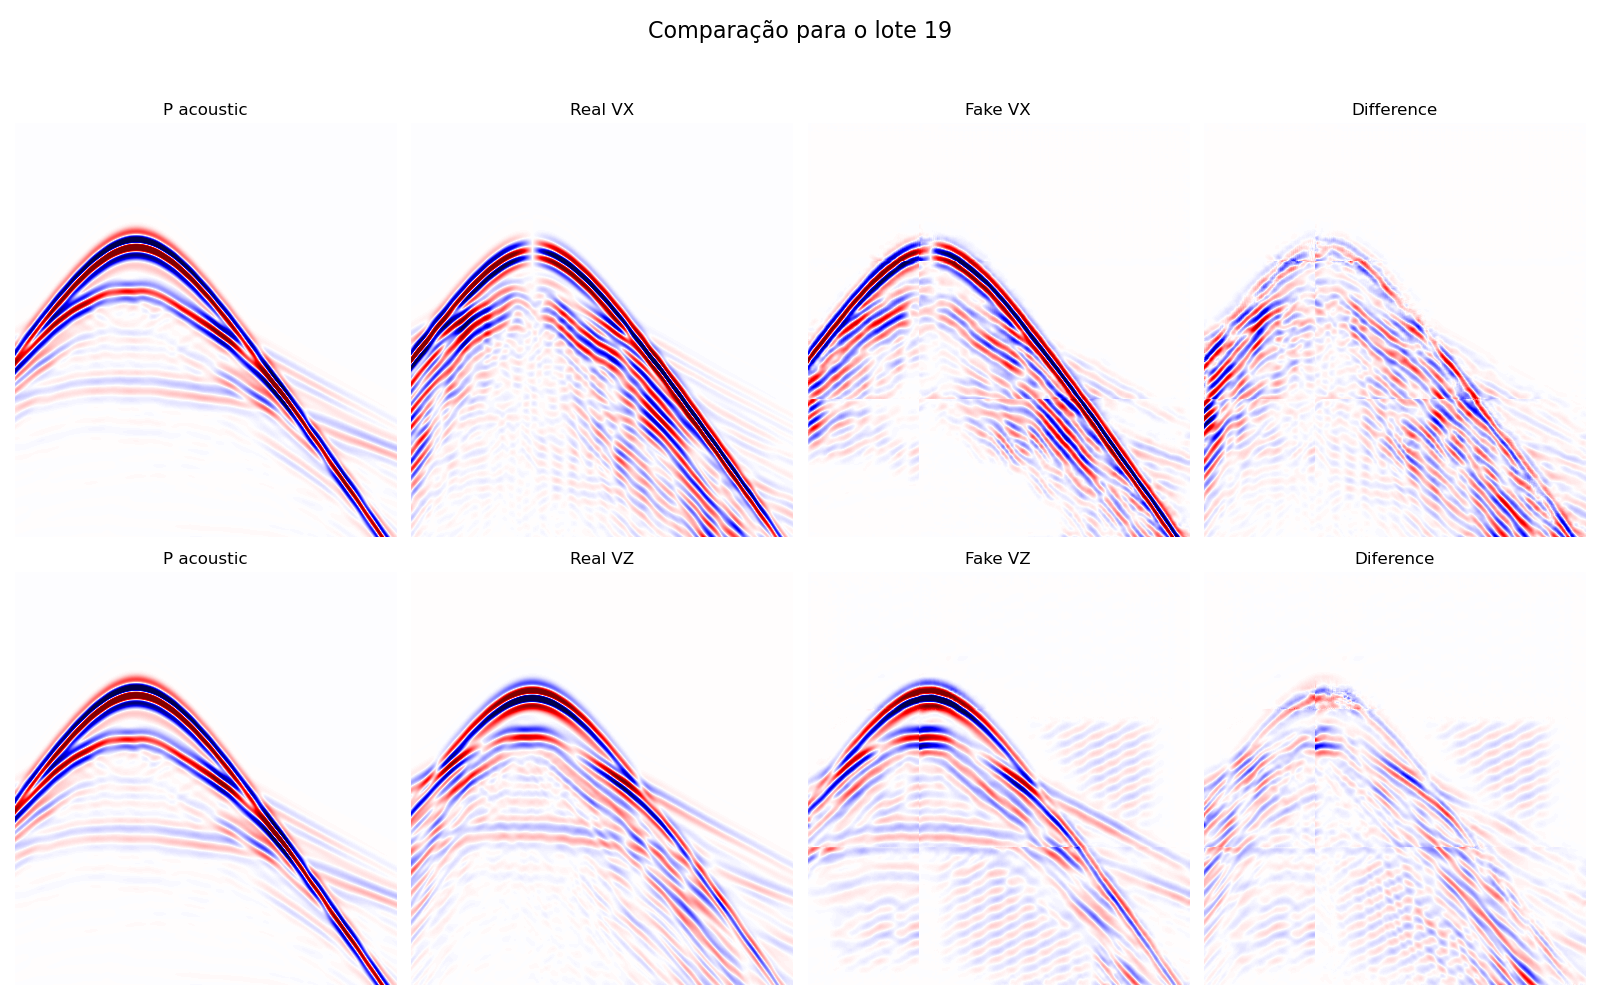 Comparação para o lote 19
P acoustic
Real VX
Fake VX
Difference
P acoustic
Real VZ
Fake VZ
Diference